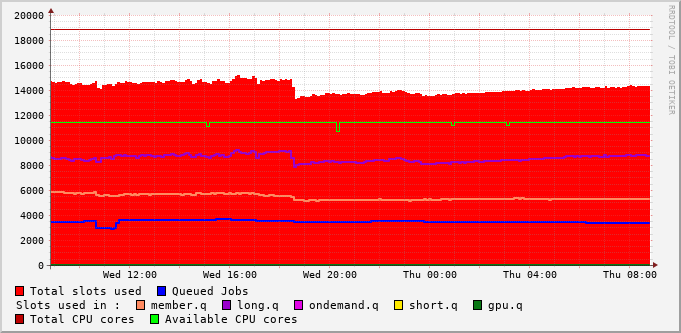 20000
18000
16000
14000
12000
10000
8000
6000
4000
2000
0
Wed 12:00 Wed 16:00 Wed 20:00 Thu 00:00 Thu 04:00 Thu 08:00
RRDTOOL / TOBI OETIKER
Total slots used Queued Jobs
Slots used in : member.q long.q ondemand.q short.q gpu.q
Total CPU cores Available CPU cores